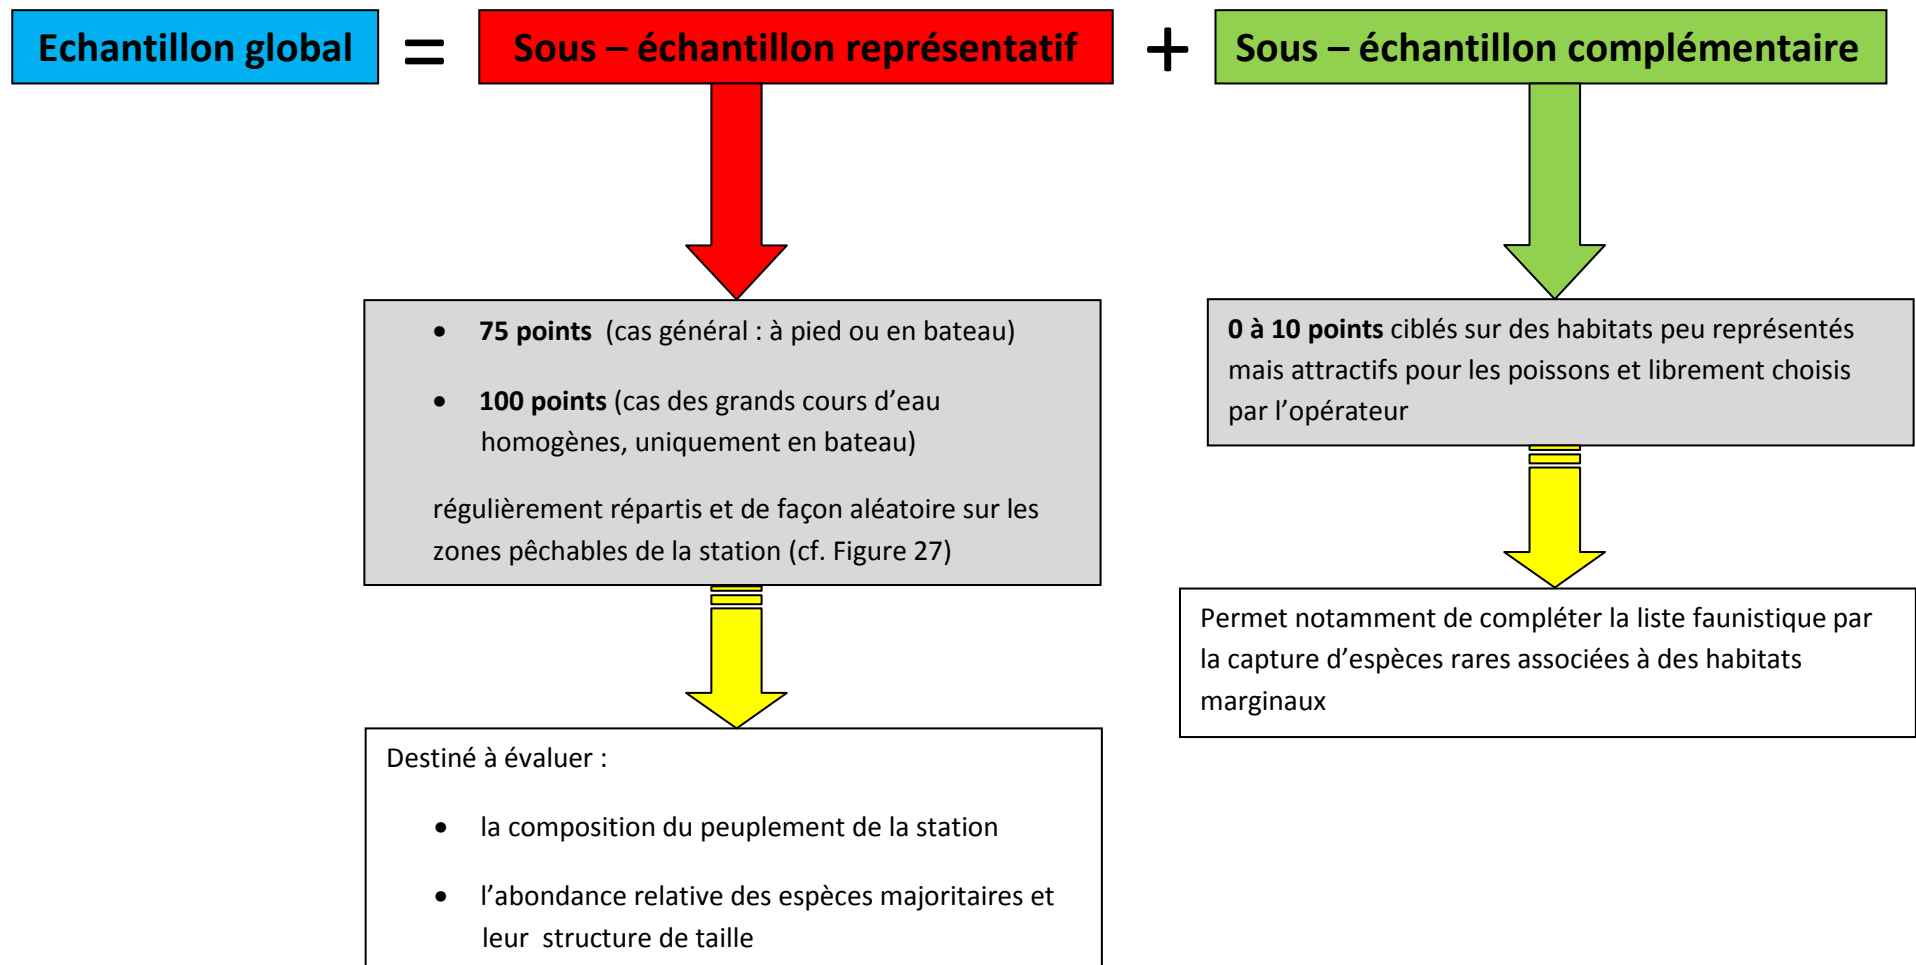 Echantillon global = Sous – échantillon représentatif + Sous – échantillon complémentaire
• 75 points (cas général : à pied ou en bateau)
• 100 points (cas des grands cours d’eau
homogènes, uniquement en bateau)
régulièrement répartis et de façon aléatoire sur les
zones pêchables de la station (cf. Figure 27)
0 à 10 points ciblés sur des habitats peu représentés
mais attractifs pour les poissons et librement choisis
par l’opérateur
Destiné à évaluer :
• la composition du peuplement de la station
• l’abondance relative des espèces majoritaires et
leur structure de taille
Permet notamment de compléter la liste faunistique par
la capture d’espèces rares associées à des habitats
marginaux